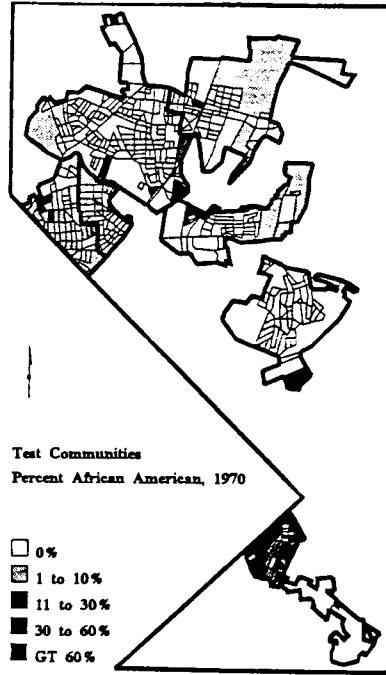 Test Communities
Percent African American, 1970
0%
1 to 10%
11 to 30%
30 to 60%
GT 60%